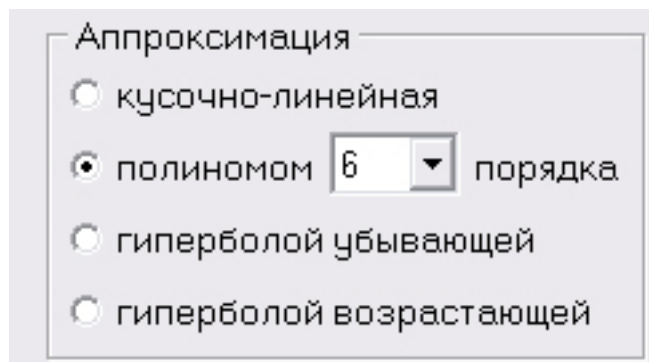 Аппроксимация
кусочно-линейная
полиномом 6 порядка
гиперболой убывающей
гиперболой возрастающей